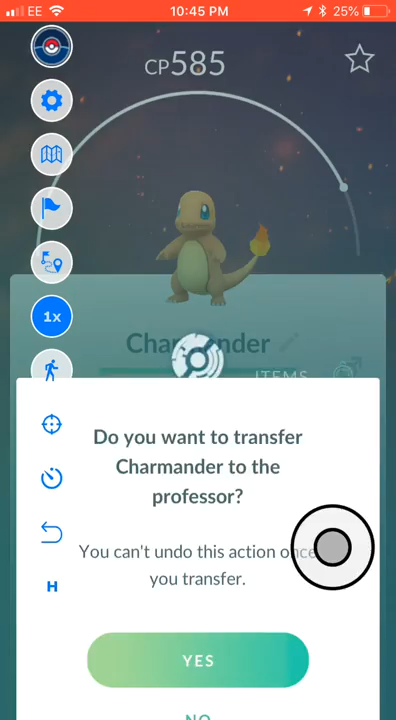 EE 10:45 PM 25%
CP585
1x
Charmander
ITEMS
Do you want to transfer
Charmander to the
professor?
You can't undo this action once
you transfer.
H
YES
NO